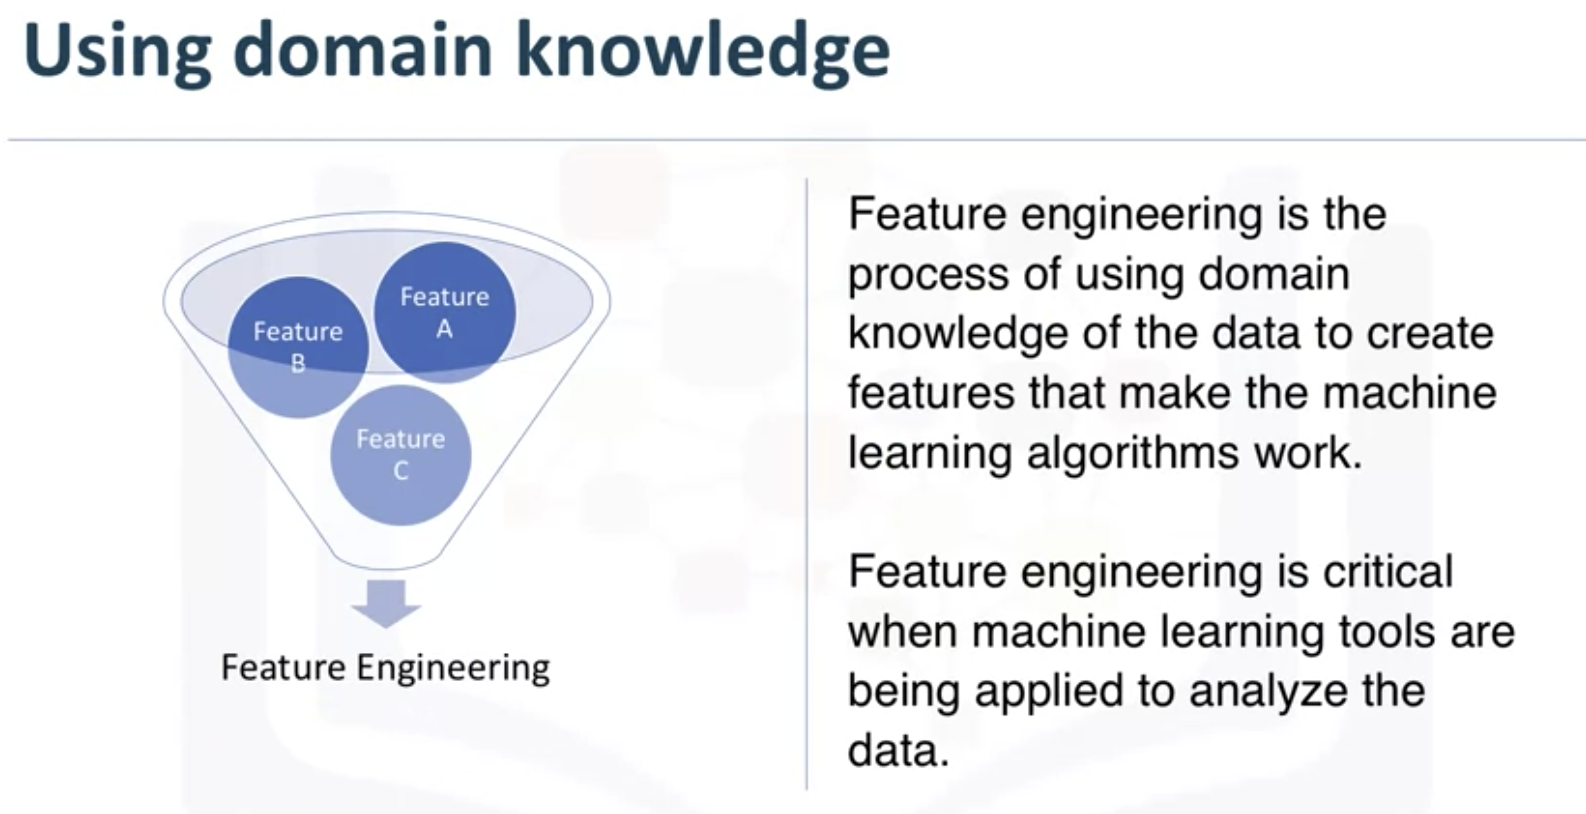 Using domain knowledge
Feature
A
Feature
B
Feature
C
Feature Engineering
Feature engineering is the
process of using domain
knowledge of the data to create
features that make the machine
learning algorithms work.
Feature engineering is critical
when machine learning tools are
being applied to analyze the
data.